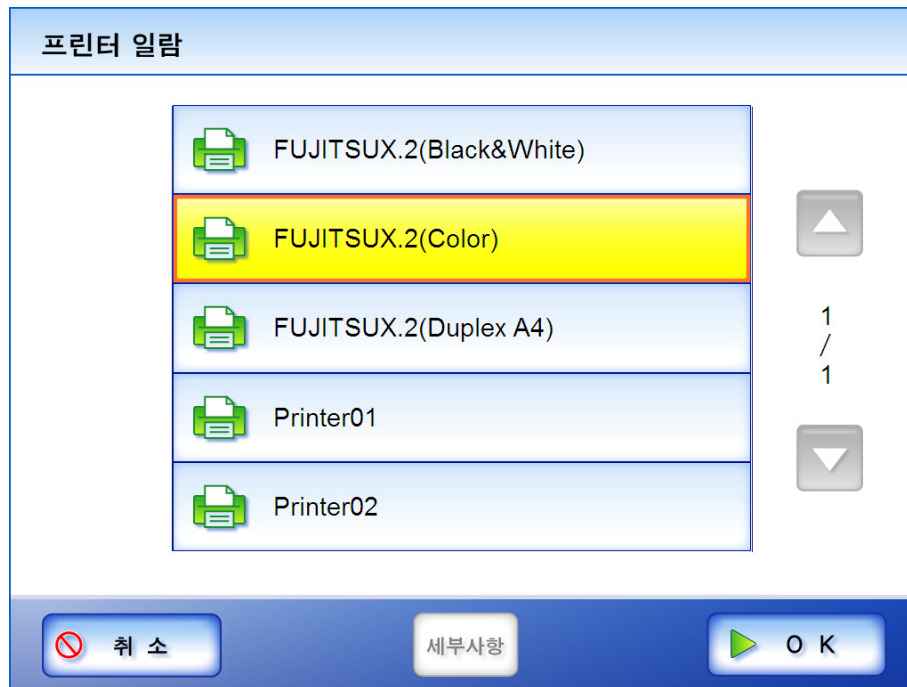 프린터 일람
FUJITSUX.2(Black&White)
FUJITSUX.2(Color)
FUJITSUX.2(Duplex A4)
Printer01
Printer02
1
/
1
취 소
세부사항
O K